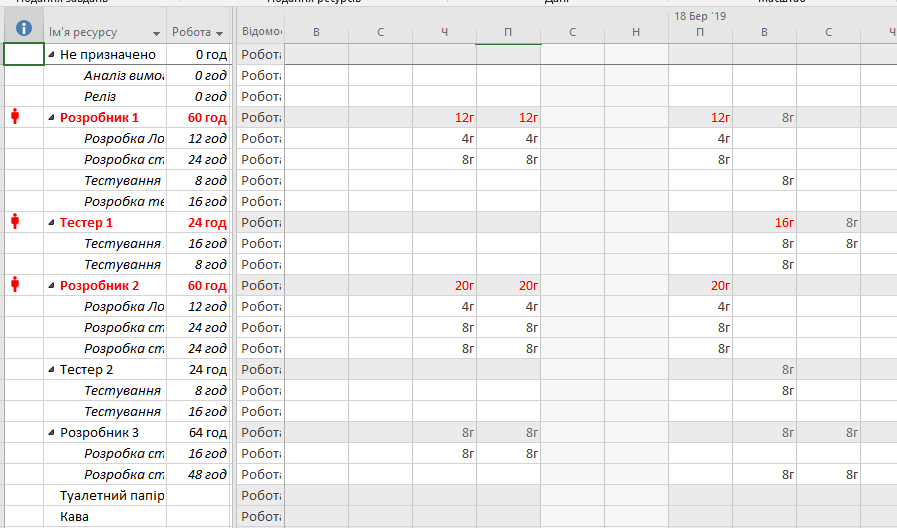 18 Бер '19
Ім'я ресурсу Робота Відомос В С Ч П С Н П В С Ч
Не призначено 0 год Робота
Аналіз вимог 0 год Робота
Реліз 0 год Робота
Розробник 1 60 год Робота 12г 12г 12г 8г
Розробка Ло 12 год Робота 4г 4г 4г
Розробка ст 24 год Робота 8г 8г 8г
Тестування 8 год Робота 8г
Розробка те 16 год Робота
Тестер 1 24 год Робота 16г 8г
Тестування 16 год Робота 8г 8г
Тестування 8 год Робота 8г
Розробник 2 60 год Робота 20г 20г 20г
Розробка Ло 12 год Робота 4г 4г 4г
Розробка ст 24 год Робота 8г 8г 8г
Розробка ст 24 год Робота 8г 8г 8г
Тестер 2 24 год Робота 8г
Тестування 8 год Робота 8г
Тестування 16 год Робота
Розробник 3 64 год Робота 8г 8г 8г 8г
Розробка ст 16 год Робота 8г 8г
Розробка ст 48 год Робота 8г 8г
Туалетний папір Робота
Кава Робота